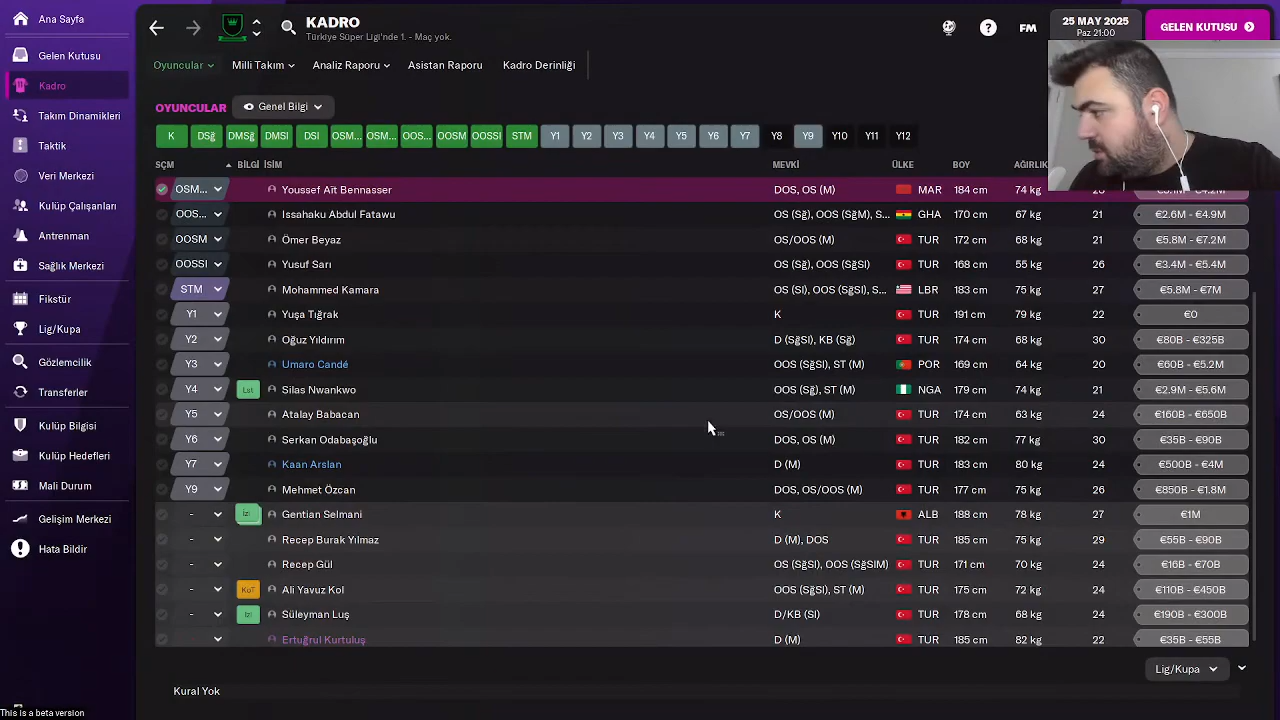 Ana Sayfa
Gelen Kutusu
Kadro
Takım Dinamikleri
Taktik
Veri Merkezi
Kulüp Çalışanları
Antrenman
Sağlık Merkezi
Fikstür
Lig/Kupa
Gözlemcilik
Transferler
Kulüp Bilgisi
Kulüp Hedefleri
Mali Durum
Gelişim Merkezi
Hata Bildir
This is a beta version
KADRO
Türkiye Süper Ligi'nde 1. - Maç yok.
FM
25 MAY 2025
Paz 21:00
GELEN KUTUSU
Oyuncular Milli Takım Analiz Raporu Asistan Raporu Kadro Derinliği
OYUNCULAR Genel Bilgi
K DSğ DMSğ DMSI DSI OSM... OSM... OOS... OOSM OOSSI STM Y1 Y2 Y3 Y4 Y5 Y6 Y7 Y8 Y9 Y10 Y11 Y12
SÇM BİLGİ İSİM MEVKİ ÜLKE BOY AĞIRLIK
OSM... Youssef Aït Bennasser DOS, OS (M) MAR 184 cm 74 kg
OOS... Issahaku Abdul Fatawu OS (Sğ), OOS (SğM), S... GHA 170 cm 67 kg 21 €2.6M - €4.9M
OOSM Ömer Beyaz OS/OOS (M) TUR 172 cm 68 kg 21 €5.8M - €7.2M
OOSSI Yusuf Sarı OS (Sğ), OOS (SğSI) TUR 168 cm 55 kg 26 €3.4M - €5.4M
STM Mohammed Kamara OS (SI), OOS (SğSI), S... LBR 183 cm 75 kg 27 €5.8M - €7M
Y1 Yuşa Tığrak K TUR 191 cm 79 kg 22 €0
Y2 Oğuz Yıldırım D (SğSI), KB (Sğ) TUR 174 cm 68 kg 30 €80B - €325B
Y3 Umaro Candé OOS (SğSI), ST (M) POR 169 cm 64 kg 20 €60B - €5.2M
Y4 Lst Silas Nwankwo OOS (Sğ), ST (M) NGA 179 cm 74 kg 21 €2.9M - €5.6M
Y5 Atalay Babacan OS/OOS (M) TUR 174 cm 63 kg 24 €160B - €650B
Y6 Serkan Odabaşoğlu DOS, OS (M) TUR 182 cm 77 kg 30 €35B - €90B
Y7 Kaan Arslan D (M) TUR 183 cm 80 kg 24 €500B - €4M
Y9 Mehmet Özcan DOS, OS/OOS (M) TUR 177 cm 75 kg 26 €850B - €1.8M
- İzl Gentian Selmani K ALB 188 cm 78 kg 27 €1M
- Recep Burak Yılmaz D (M), DOS TUR 185 cm 75 kg 29 €55B - €90B
- Recep Gül OS (SğSI), OOS (SğSIM) TUR 171 cm 70 kg 24 €16B - €70B
- KoT Ali Yavuz Kol OOS (SğSI), ST (M) TUR 175 cm 72 kg 24 €110B - €450B
- İzl Süleyman Luş D/KB (SI) TUR 178 cm 68 kg 24 €190B - €300B
Ertuğrul Kurtuluş D (M) TUR 185 cm 82 kg 22 €35B - €55B
Lig/Kupa
Kural Yok